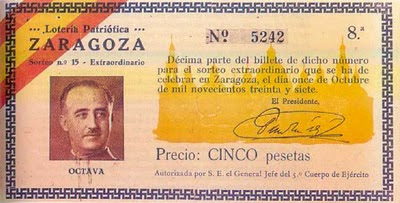 Lotería Patriótica
ZARAGOZA
Sorteo n.º 15 - Extraordinario
Nº 5242
8.ª
Décima parte del billete de dicho número
para el sorteo extraordinario que se ha de
celebrar en Zaragoza, el día once de Octubre
de mil novecientos treinta y siete.
El Presidente,
OCTAVA
Precio: CINCO pesetas
Autorizada por S. E. el General Jefe del 5.º Cuerpo de Ejército